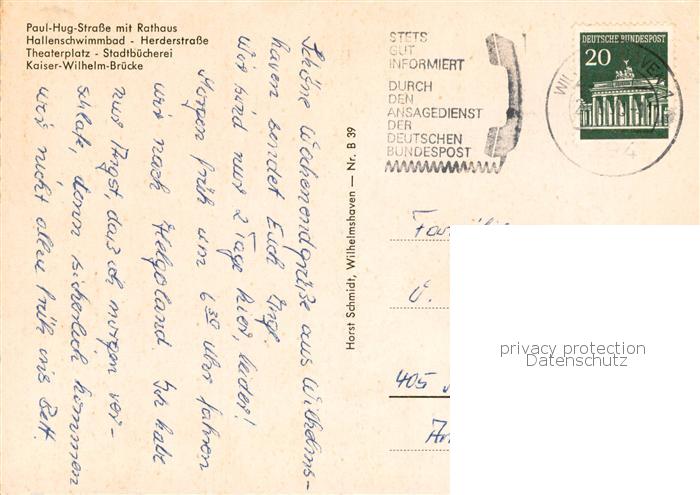 Paul-Hug-Straße mit Rathaus
Hallenschwimmbad - Herderstraße
Theaterplatz - Stadtbücherei
Kaiser-Wilhelm-Brücke
STETS
GUT
INFORMIERT
DURCH
DEN
ANSAGEDIENST
DER
DEUTSCHEN
BUNDESPOST
DEUTSCHE BUNDESPOST
20
Schöne Wochenendgrüße aus Wilhelms-
haven sendet Euch Inge.
Wir sind nur 2 Tage hier, leider!
Morgen früh um 6 30 Uhr fahren
wir nach Helgoland. Ich habe
nur Angst, daß ich morgen ver-
schlafe, denn sicherlich kommen
wir nicht allzu früh ins Bett.
Horst Schmidt, Wilhelmshaven — Nr. B 39
405
privacy protection
Datenschutz